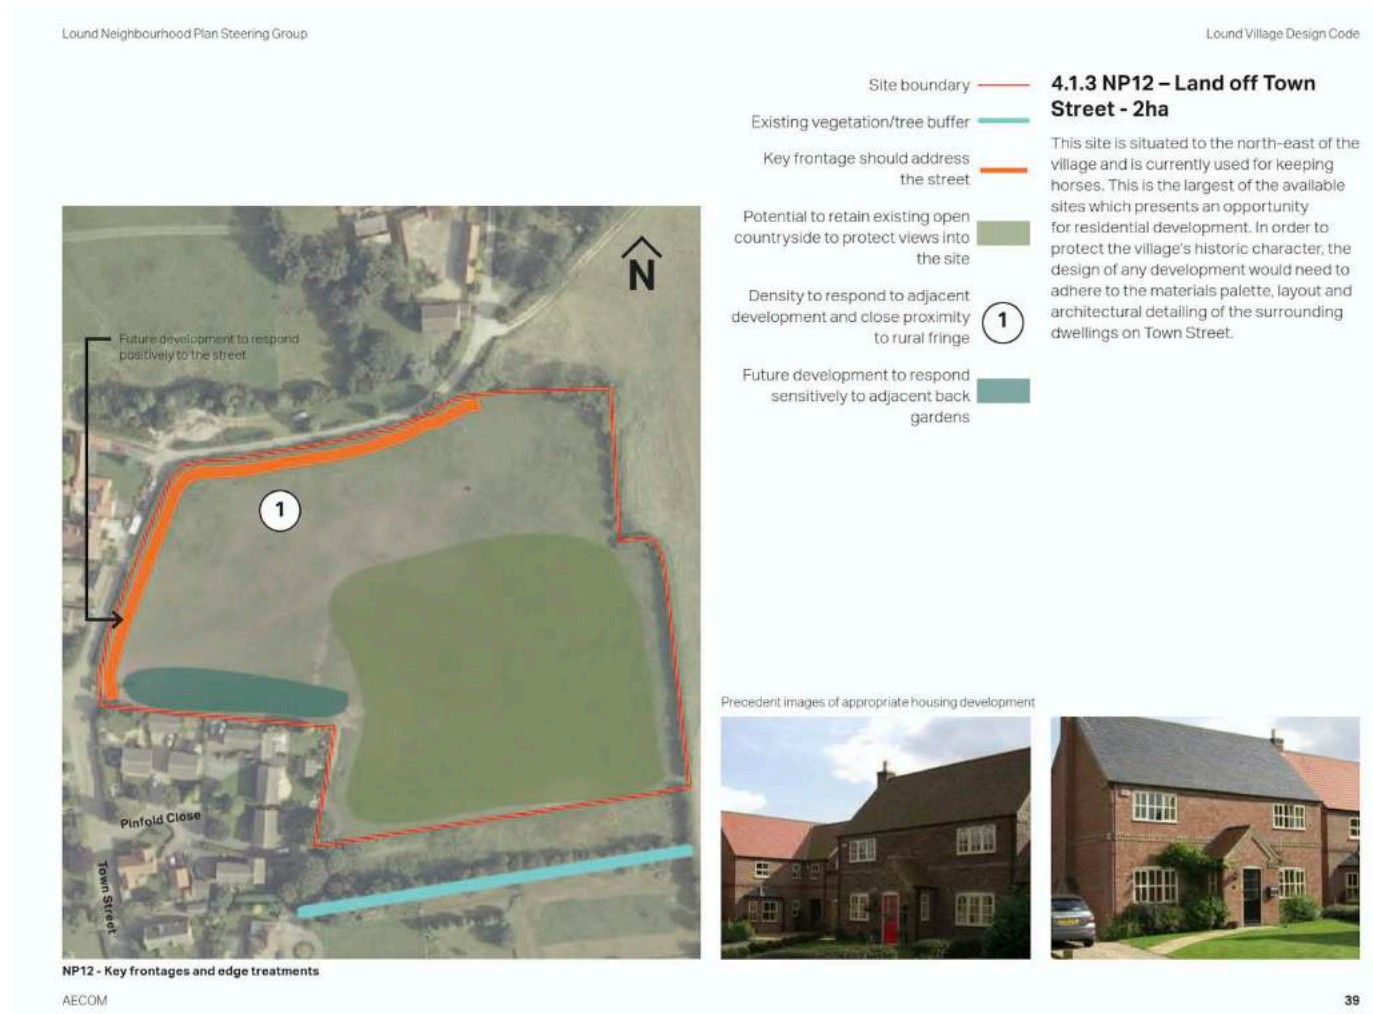 Lound Neighbourhood Plan Steering Group
Lound Village Design Code
Site boundary
Existing vegetation/tree buffer
Key frontage should address
the street
Potential to retain existing open
countryside to protect views into
the site
Density to respond to adjacent
development and close proximity
to rural fringe
1
Future development to respond
sensitively to adjacent back
gardens
4.1.3 NP12 – Land off Town
Street - 2ha
This site is situated to the north-east of the
village and is currently used for keeping
horses. This is the largest of the available
sites which presents an opportunity
for residential development. In order to
protect the village's historic character, the
design of any development would need to
adhere to the materials palette, layout and
architectural detailing of the surrounding
dwellings on Town Street.
N
Future development to respond
positively to the street
1
Pinfold Close
Town Street
NP12 - Key frontages and edge treatments
Precedent images of appropriate housing development
AECOM
39